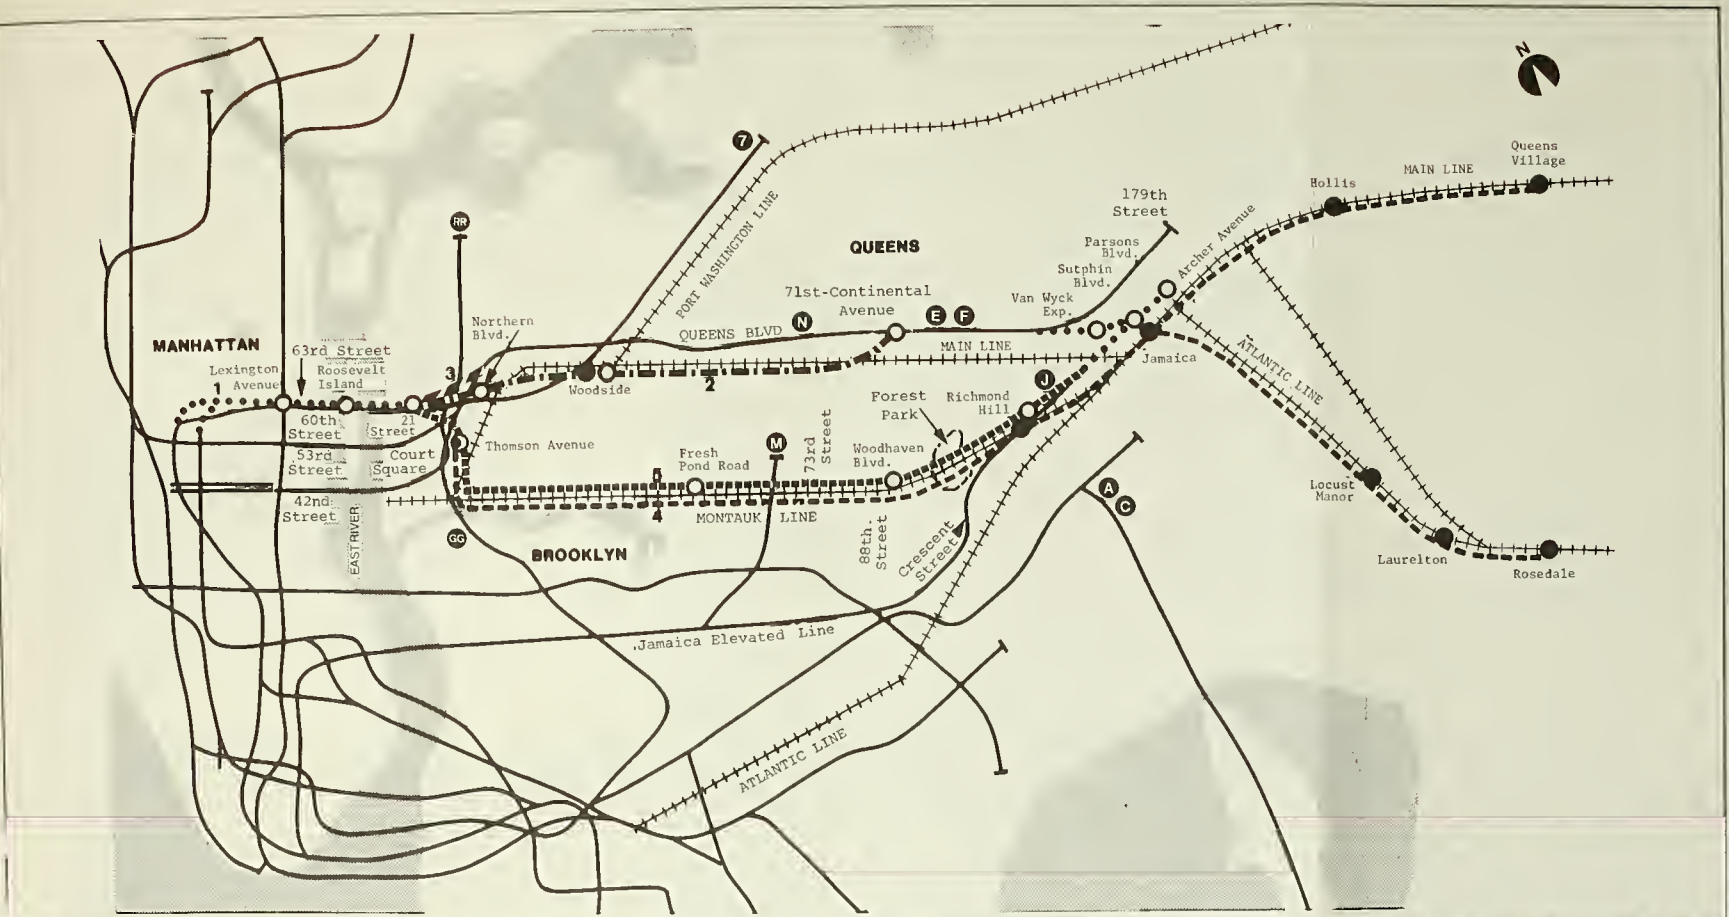 N
Queens
Village
MAIN LINE
Hollis
7
179th
Street
Archer Avenue
RR
PORT WASHINGTON LINE
QUEENS
Parsons
Blvd.
Sutphin
Blvd.
Van Wyck
Exp.
71st-Continental
Avenue
N
E
F
QUEENS BLVD
MAIN LINE
Northern
Blvd.
MANHATTAN
63rd Street
Lexington
Avenue
Roosevelt
Island
1
3
2
Woodside
Jamaica
ATLANTIC LINE
J
Forest
Park
Richmond
Hill
60th
Street
21
Street
53rd
Street
Court
Square
Thomson Avenue
42nd
Street
EAST RIVER
M
73rd
Street
Fresh
Pond Road
Woodhaven
Blvd.
5
4
MONTAUK LINE
88th.
Street
Crescent
Street
A
C
Locust
Manor
GG
BROOKLYN
Laurelton
Rosedale
Jamaica Elevated Line
ATLANTIC LINE